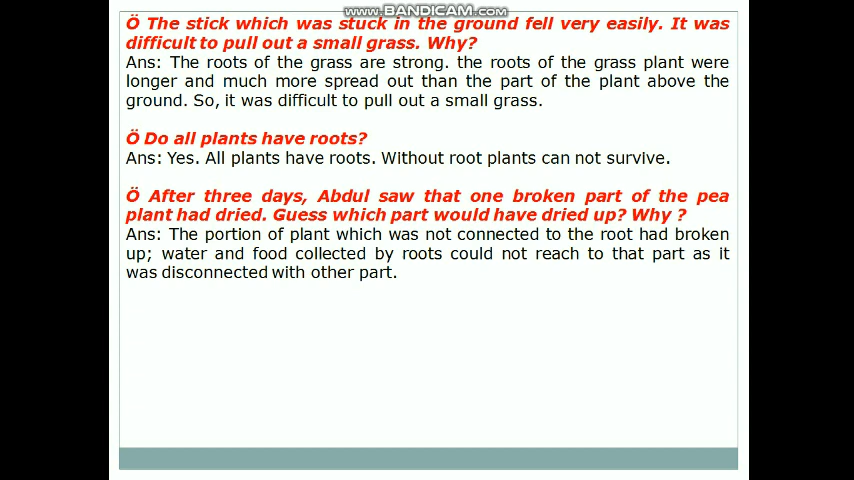 www.BANDICAM.com
Ö The stick which was stuck in the ground fell very easily. It was
difficult to pull out a small grass. Why?
Ans: The roots of the grass are strong. the roots of the grass plant were
longer and much more spread out than the part of the plant above the
ground. So, it was difficult to pull out a small grass.
Ö Do all plants have roots?
Ans: Yes. All plants have roots. Without root plants can not survive.
Ö After three days, Abdul saw that one broken part of the pea
plant had dried. Guess which part would have dried up? Why ?
Ans: The portion of plant which was not connected to the root had broken
up; water and food collected by roots could not reach to that part as it
was disconnected with other part.